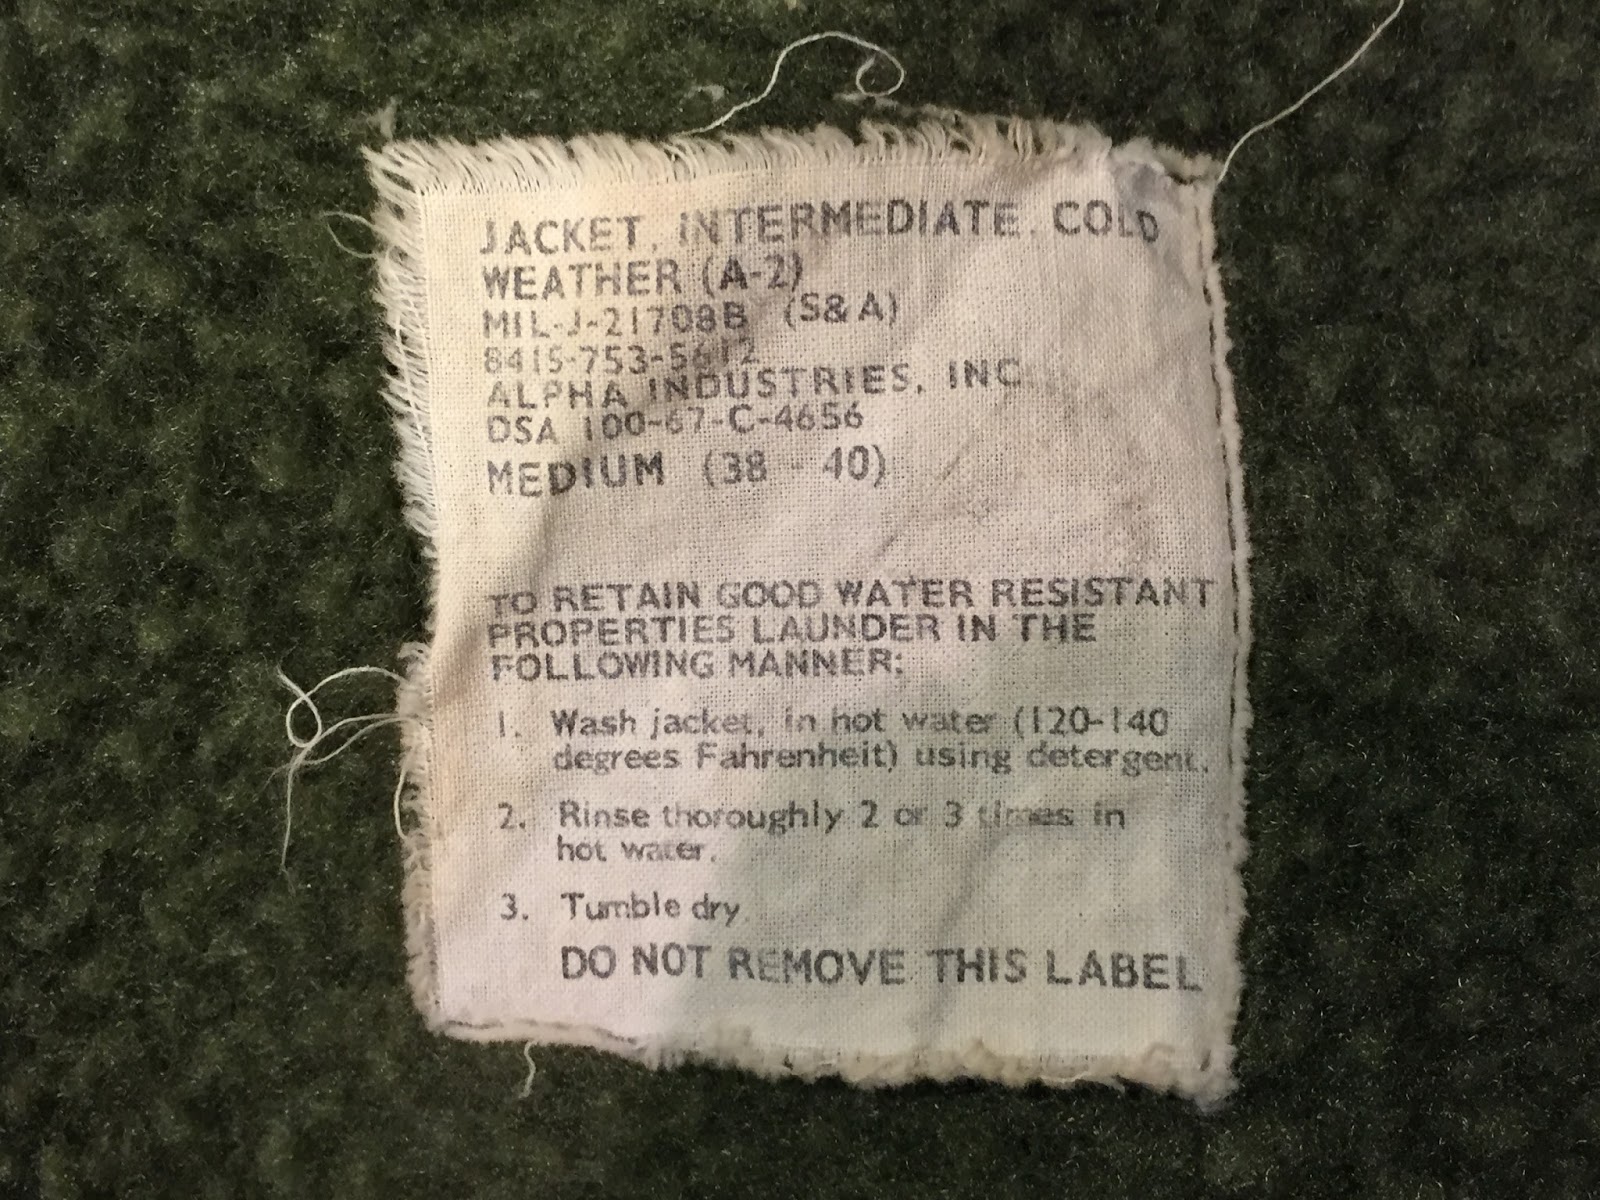 JACKET, INTERMEDIATE, COLD
WEATHER (A-2)
MIL-J-21708B (S&A)
8415-753-5612
ALPHA INDUSTRIES, INC.
DSA 100-67-C-4656
MEDIUM (38 - 40)
TO RETAIN GOOD WATER RESISTANT
PROPERTIES LAUNDER IN THE
FOLLOWING MANNER:
1. Wash jacket, in hot water (120-140
degrees Fahrenheit) using detergent.
2. Rinse thoroughly 2 or 3 times in
hot water.
3. Tumble dry.
DO NOT REMOVE THIS LABEL